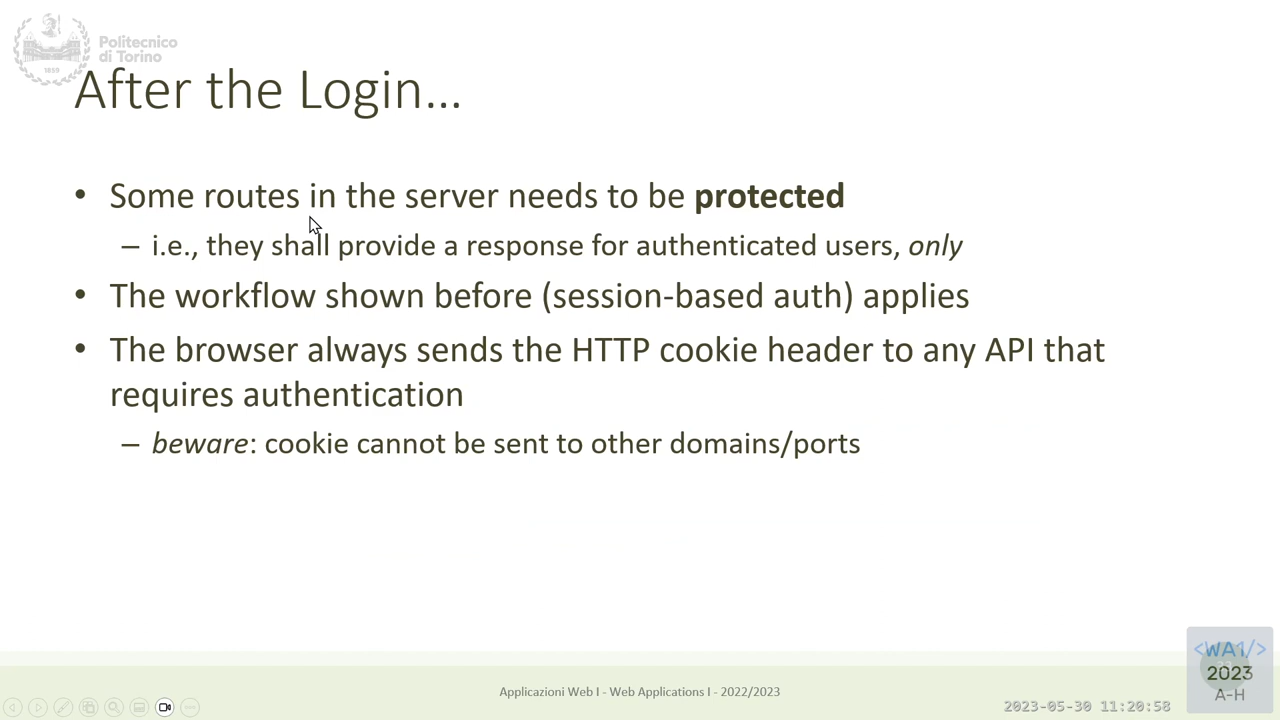 Politecnico
di Torino
1859
After the Login…
• Some routes in the server needs to be protected
– i.e., they shall provide a response for authenticated users, only
• The workflow shown before (session-based auth) applies
• The browser always sends the HTTP cookie header to any API that
requires authentication
– beware: cookie cannot be sent to other domains/ports
Applicazioni Web I - Web Applications I - 2022/2023
2023-05-30 11:20:58
<WA1/>
2023
A-H